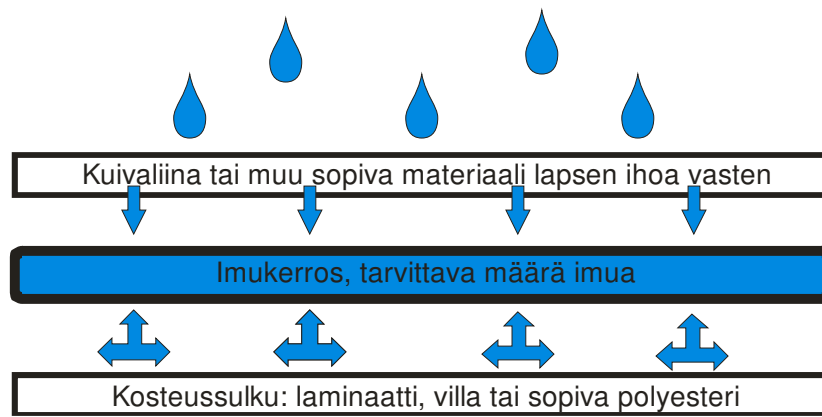 Kuivaliina tai muu sopiva materiaali lapsen ihoa vasten
Imukerros, tarvittava määrä imua
Kosteussulku: laminaatti, villa tai sopiva polyesteri